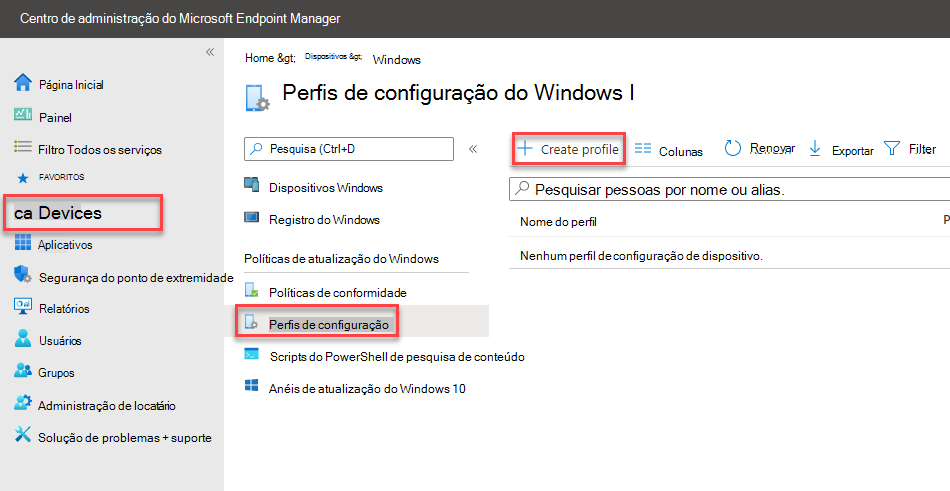 Centro de administração do Microsoft Endpoint Manager
Home &gt; Dispositivos &gt; Windows
Perfis de configuração do Windows I
Página Inicial
Painel
Filtro Todos os serviços
FAVORITOS
ca Devices
Aplicativos
Segurança do ponto de extremidade
Relatórios
Usuários
Grupos
Administração de locatário
Solução de problemas + suporte
Pesquisa (Ctrl+D
Dispositivos Windows
Registro do Windows
Políticas de atualização do Windows
Políticas de conformidade
Perfis de configuração
Scripts do PowerShell de pesquisa de conteúdo
Anéis de atualização do Windows 10
Create profile Colunas Renovar Exportar Filter
Pesquisar pessoas por nome ou alias.
Nome do perfil P
Nenhum perfil de configuração de dispositivo.